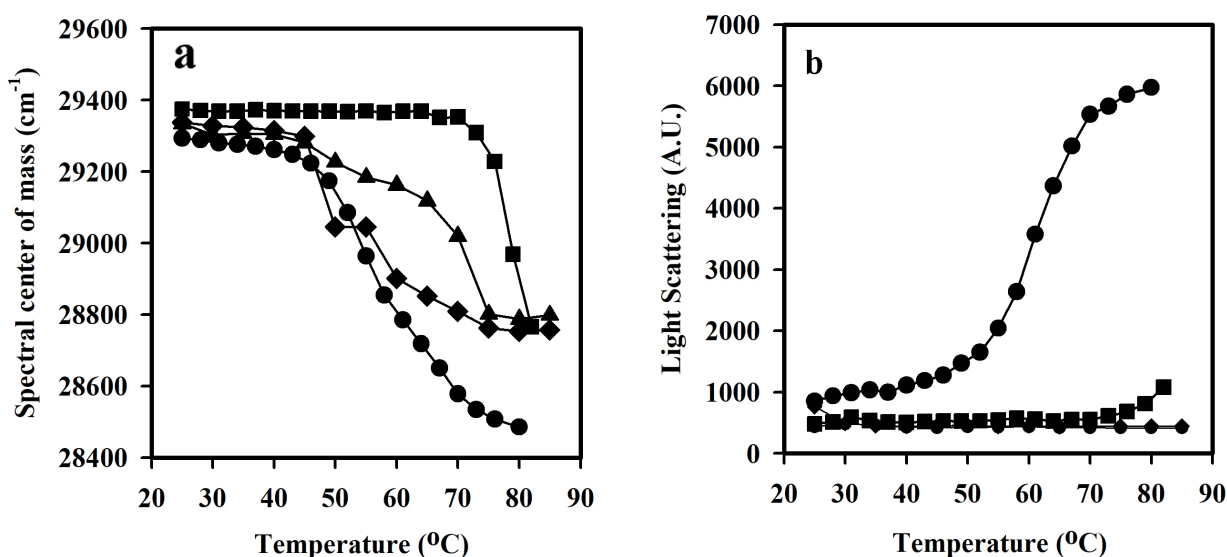 a
29600
29400
29200
29000
28800
28600
28400
Spectral center of mass (cm⁻¹)
20 30 40 50 60 70 80 90
Temperature (ºC)
b
7000
6000
5000
4000
3000
2000
1000
0
Light Scattering (A.U.)
20 30 40 50 60 70 80 90
Temperature (ºC)